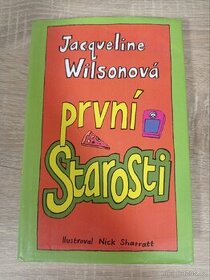 Jacqueline
Wilsonová
první
Starosti
Ilustroval Nick Sharratt